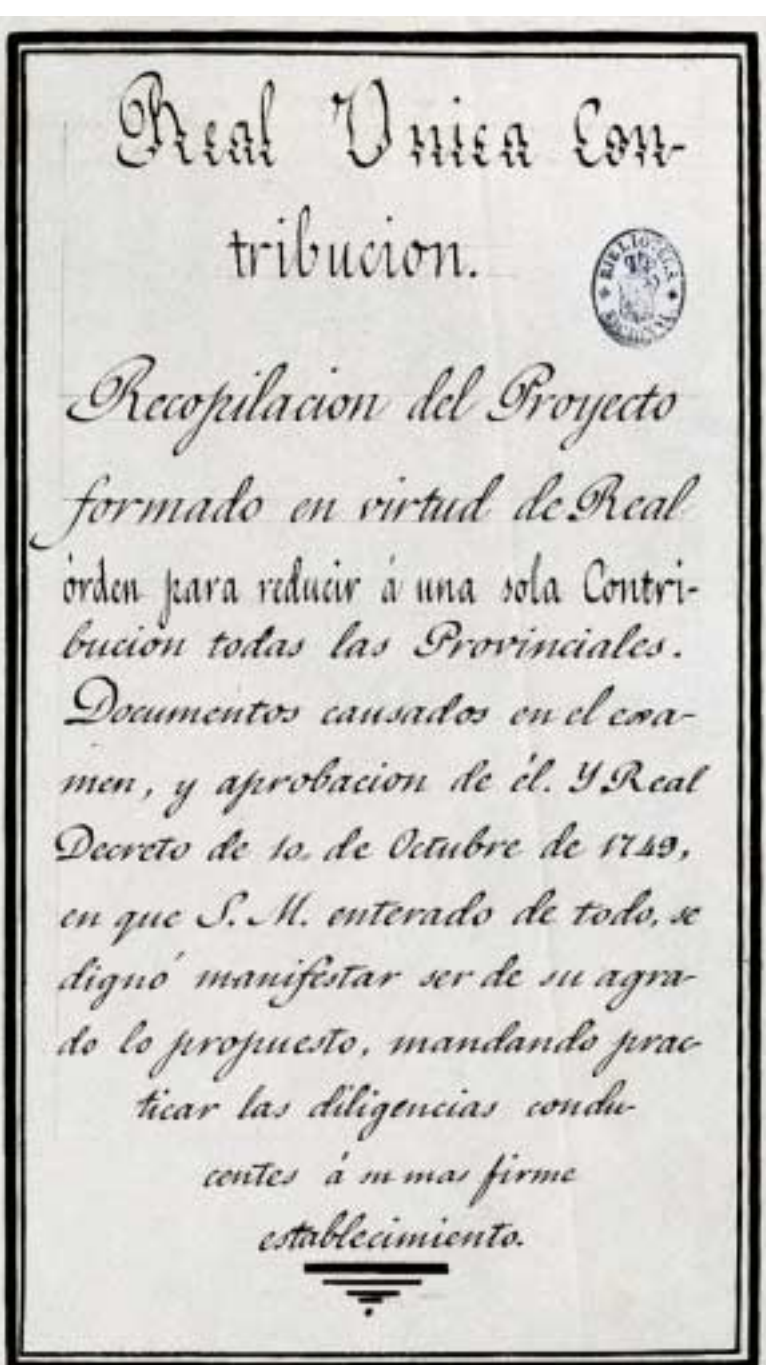 Real Unica Con-
tribucion.
BIBLIOTECA
Recopilacion del Proyecto
formado en virtud de Real
órden para reducir á una sola Contri-
bucion todas las Provinciales.
Documentos causados en el exa-
men, y aprobacion de él. Y Real
Decreto de 10. de Octubre de 1749,
en que S. M. enterado de todo, se
dignó manifestar ser de su agra-
do lo propuesto, mandando prac-
ticar las diligencias condu-
centes á su mas firme
establecimiento.